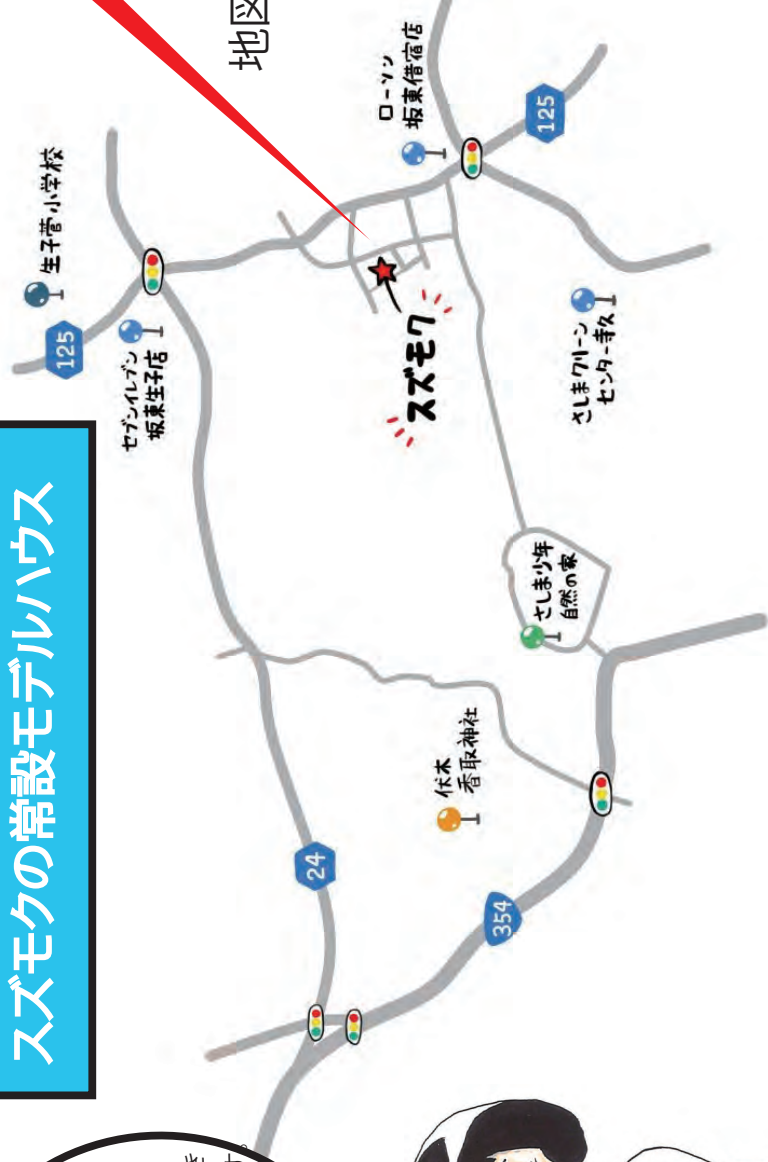 スズモクの常設モデルハウス
地図
125
生子菅小学校
セブンイレブン
坂東生子店
ローソン
坂東借宿店
125
スズモク
さしまクリーン
センター寺久
さしま少年
自然の家
伏木
香取神社
24
354